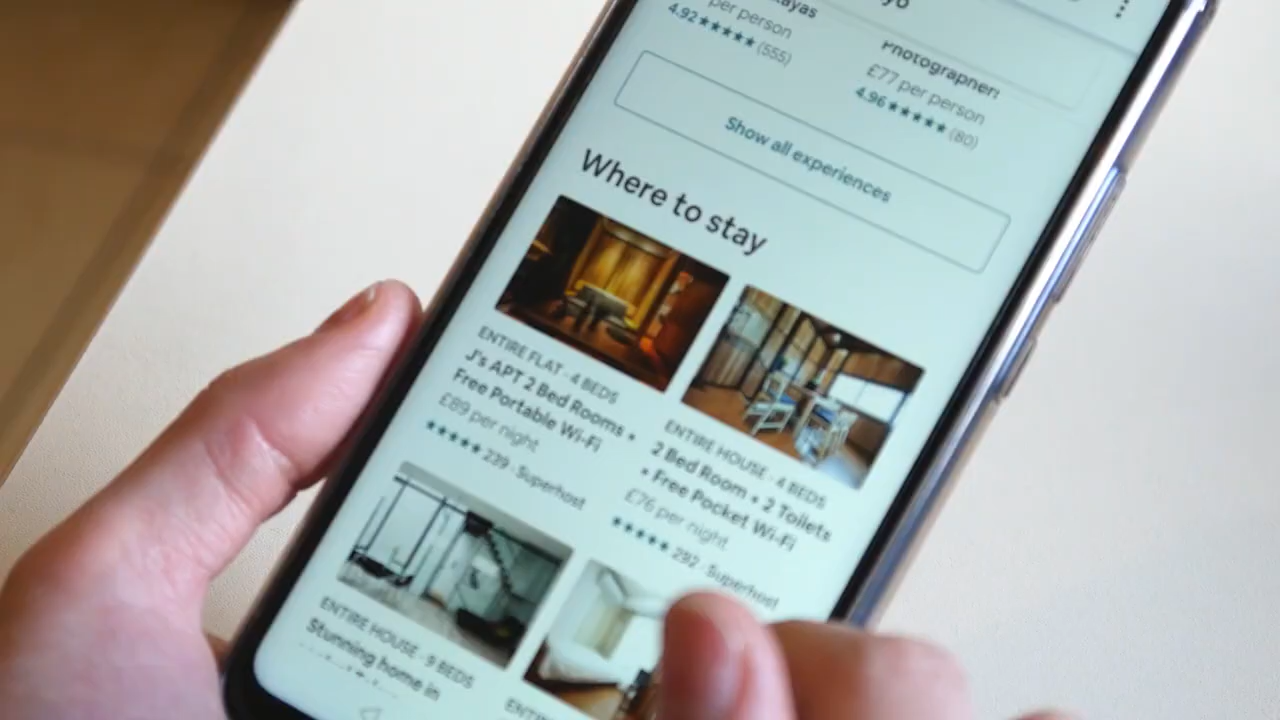 per person
4.92 ★★★★★ (555)
£77 per person
4.96 ★★★★★ (80)
Show all experiences
Where to stay
ENTIRE FLAT · 4 BEDS
J's APT 2 Bed Rooms •
Free Portable Wi-Fi
£89 per night
★★★★★ 239 · Superhost
ENTIRE HOUSE · 4 BEDS
2 Bed Room • 2 Toilets
• Free Pocket Wi-Fi
£76 per night
★★★★★ 292 · Superhost
ENTIRE HOUSE · 9 BEDS
Stunning home in